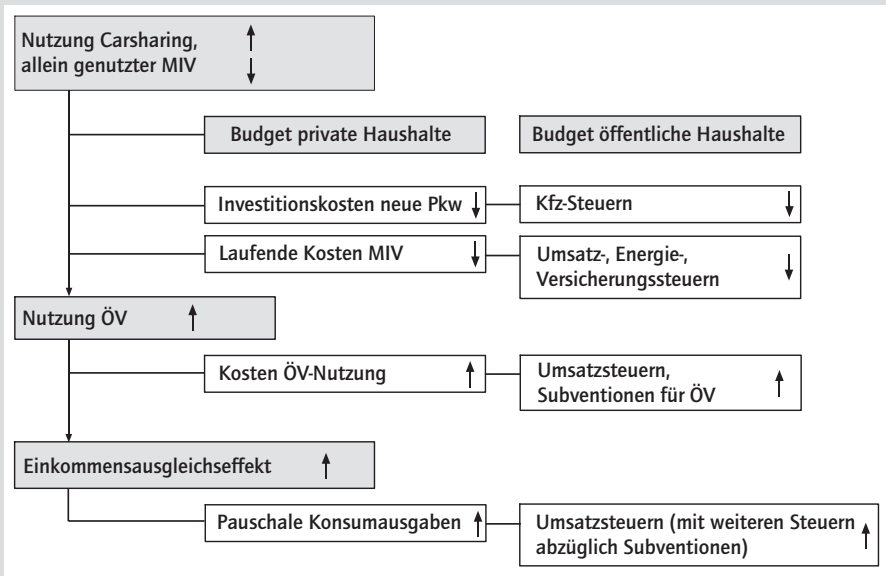 Nutzung Carsharing,
allein genutzter MIV
Budget private Haushalte
Budget öffentliche Haushalte
Investitionskosten neue Pkw
Kfz-Steuern
Laufende Kosten MIV
Umsatz-, Energie-,
Versicherungssteuern
Nutzung ÖV
Kosten ÖV-Nutzung
Umsatzsteuern,
Subventionen für ÖV
Einkommensausgleichseffekt
Pauschale Konsumausgaben
Umsatzsteuern (mit weiteren Steuern
abzüglich Subventionen)